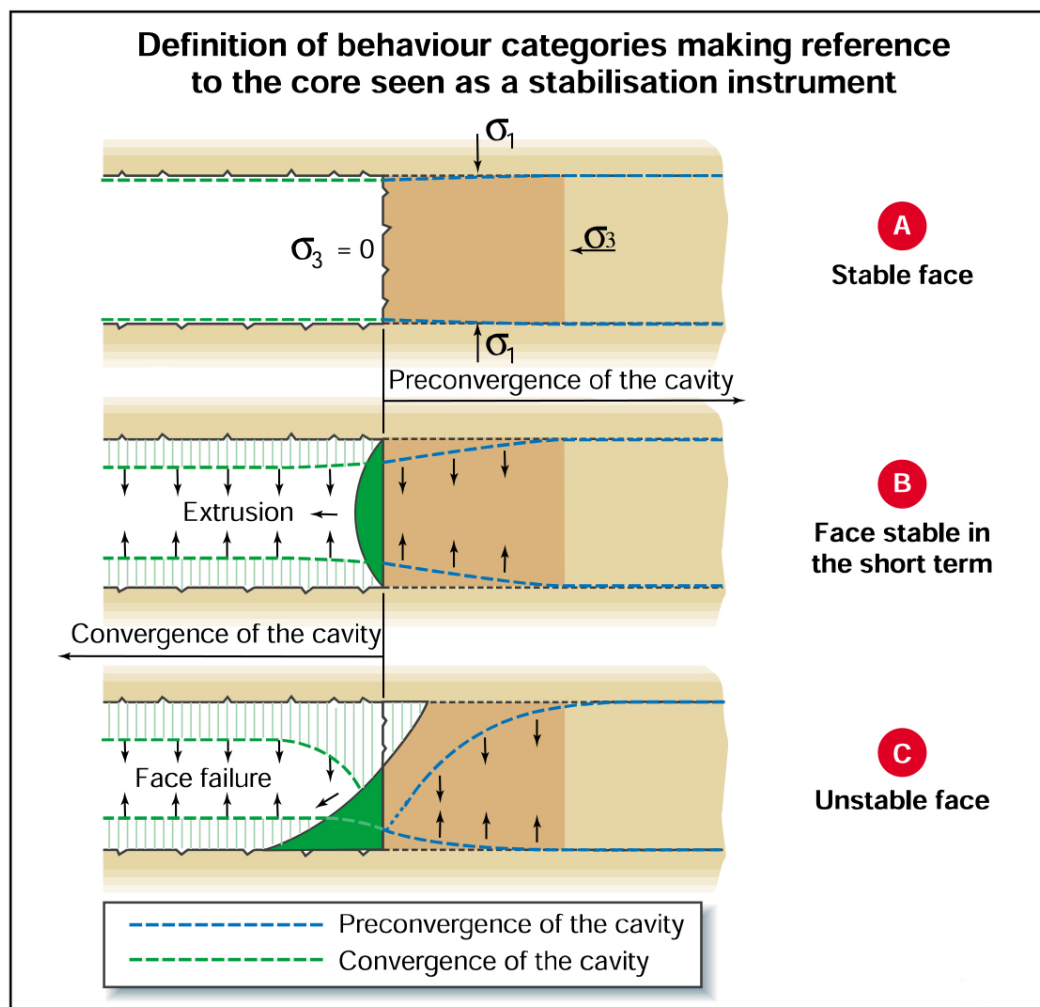 Definition of behaviour categories making reference
to the core seen as a stabilisation instrument
σ1
σ3 = 0
σ3
A
Stable face
σ1
Preconvergence of the cavity
Extrusion
B
Face stable in
the short term
Convergence of the cavity
Face failure
C
Unstable face
Preconvergence of the cavity
Convergence of the cavity